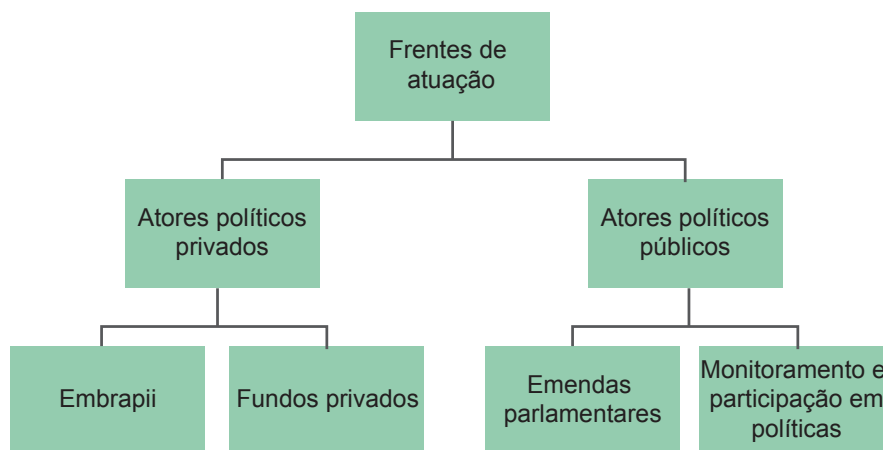 Frentes de
atuação
Atores políticos
privados
Atores políticos
públicos
Embrapii
Fundos privados
Emendas
parlamentares
Monitoramento e
participação em
políticas